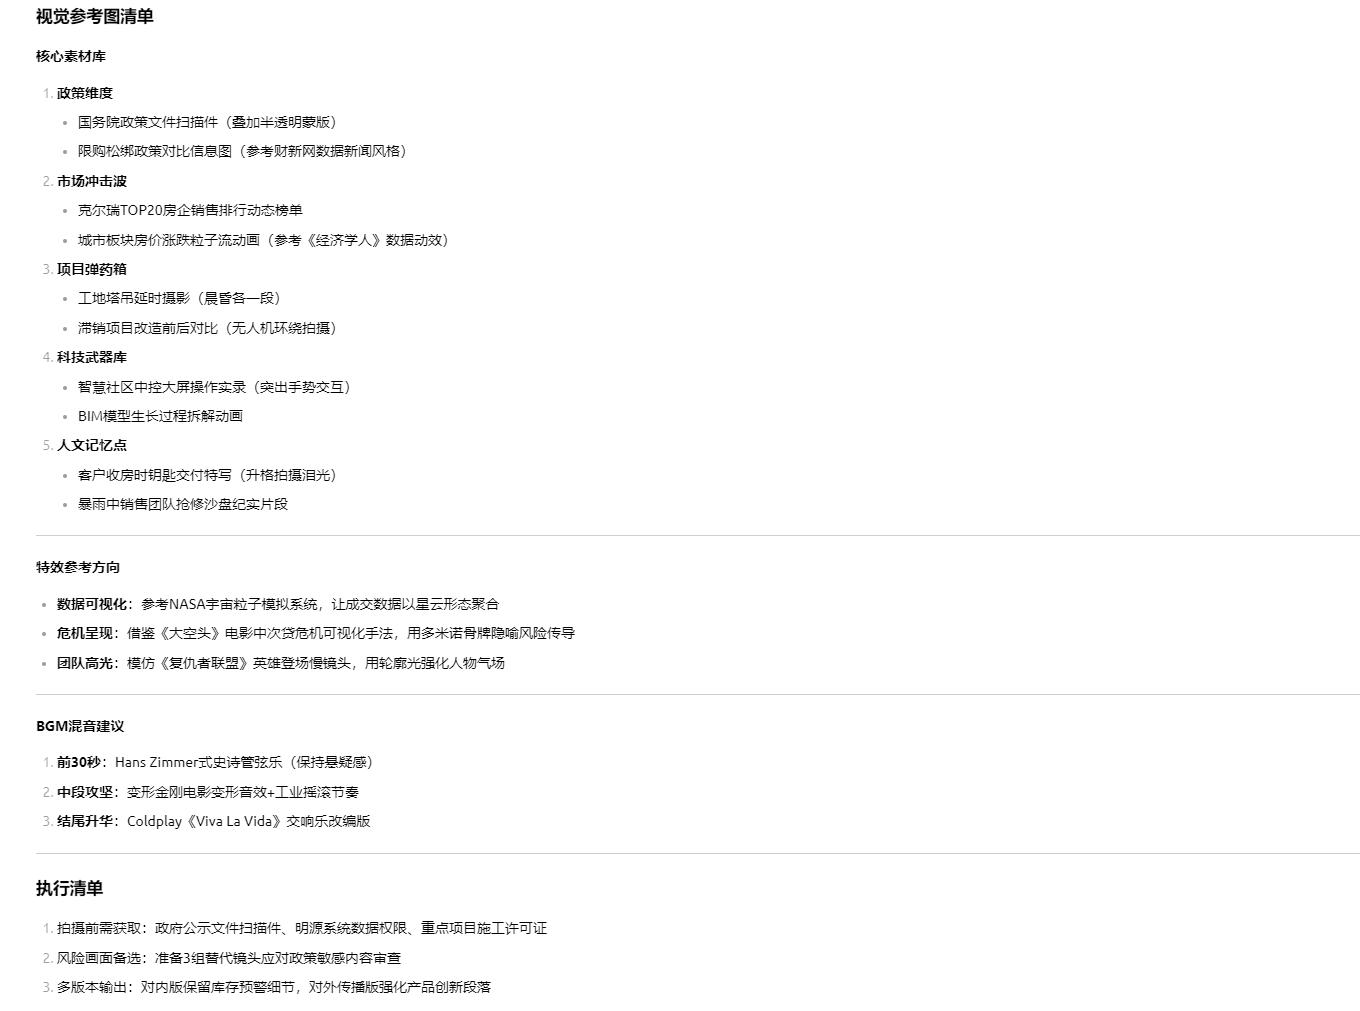 视觉参考图清单
核心素材库
1. 政策维度
• 国务院政策文件扫描件（叠加半透明蒙版）
• 限购松绑政策对比信息图（参考财新网数据新闻风格）
2. 市场冲击波
• 克尔瑞TOP20房企销售排行动态榜单
• 城市板块房价涨跌粒子流动画（参考《经济学人》数据动效）
3. 项目弹药箱
• 工地塔吊延时摄影（晨昏各一段）
• 滞销项目改造前后对比（无人机环绕拍摄）
4. 科技武器库
• 智慧社区中控大屏操作实录（突出手势交互）
• BIM模型生长过程拆解动画
5. 人文记忆点
• 客户收房时钥匙交付特写（升格拍摄泪光）
• 暴雨中销售团队抢修沙盘纪实片段
特效参考方向
• 数据可视化：参考NASA宇宙粒子模拟系统，让成交数据以星云形态聚合
• 危机呈现：借鉴《大空头》电影中次贷危机可视化手法，用多米诺骨牌隐喻风险传导
• 团队高光：模仿《复仇者联盟》英雄登场慢镜头，用轮廓光强化人物气场
BGM混音建议
1. 前30秒：Hans Zimmer式史诗管弦乐（保持悬疑感）
2. 中段攻坚：变形金刚电影变形音效+工业摇滚节奏
3. 结尾升华：Coldplay《Viva La Vida》交响乐改编版
执行清单
1. 拍摄前需获取：政府公示文件扫描件、明源系统数据权限、重点项目施工许可证
2. 风险画面备选：准备3组替代镜头应对政策敏感内容审查
3. 多版本输出：对内版保留库存预警细节，对外传播版强化产品创新段落